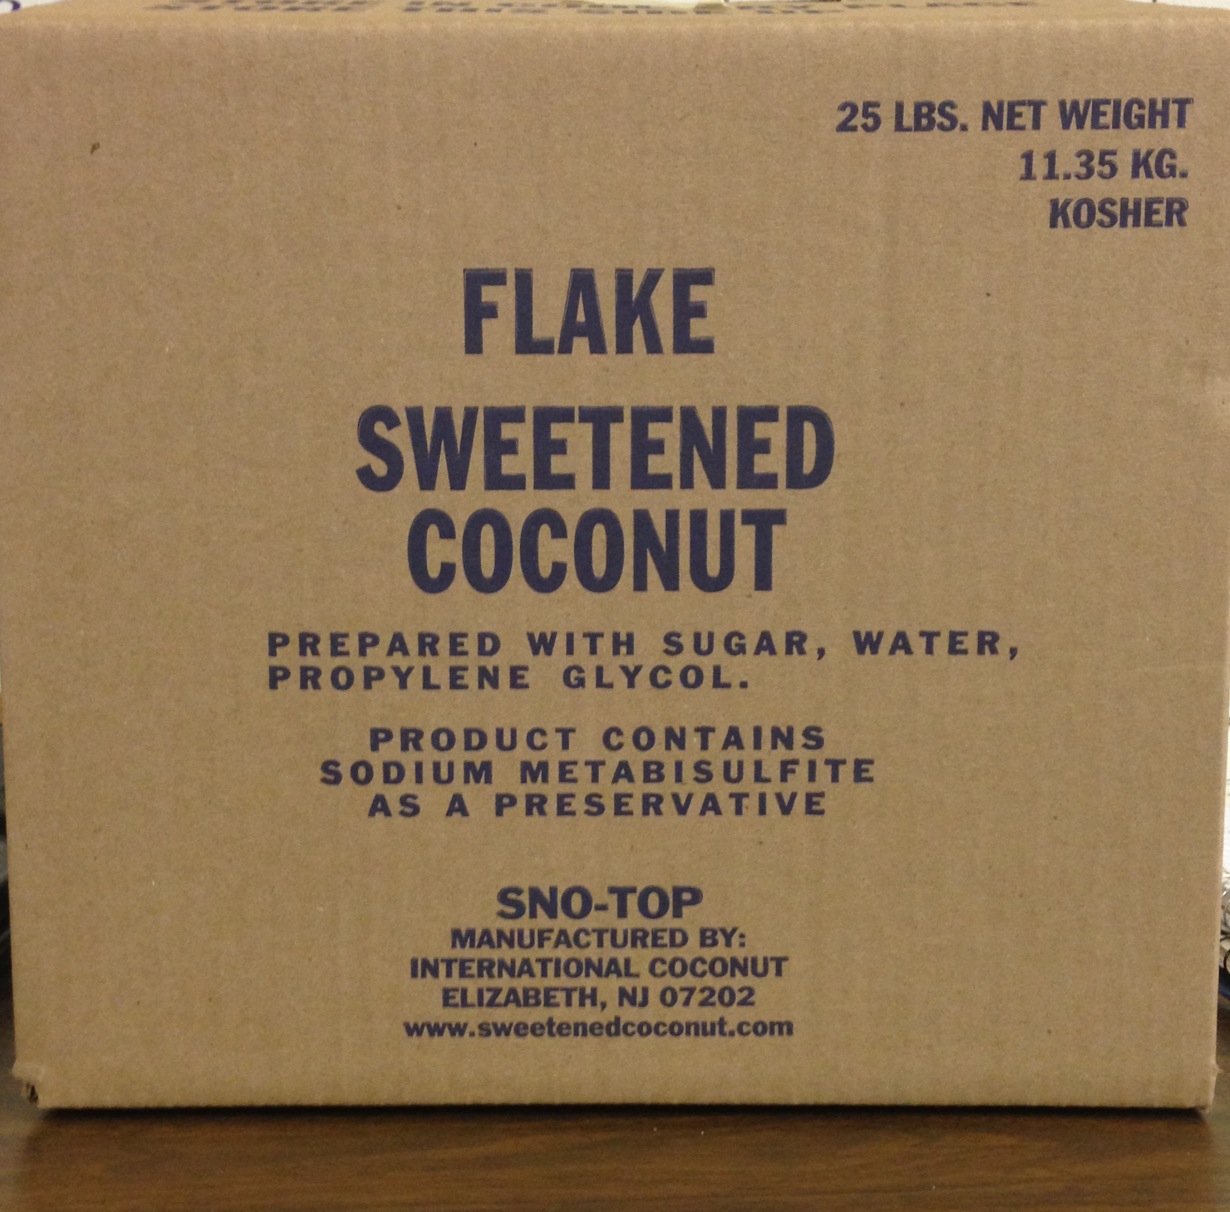 25 LBS. NET WEIGHT
11.35 KG.
KOSHER
FLAKE
SWEETENED
COCONUT
PREPARED WITH SUGAR, WATER,
PROPYLENE GLYCOL.
PRODUCT CONTAINS
SODIUM METABISULFITE
AS A PRESERVATIVE
SNO-TOP
MANUFACTURED BY:
INTERNATIONAL COCONUT
ELIZABETH, NJ 07202
www.sweetenedcoconut.com